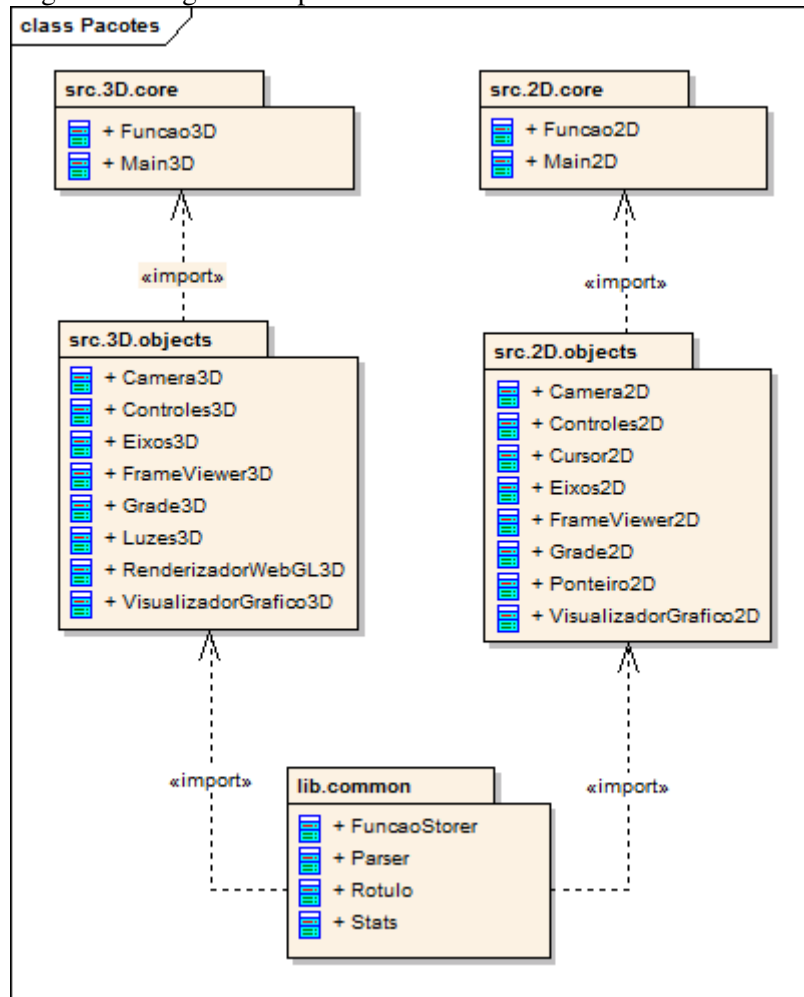 class Pacotes
src.3D.core
+ Funcao3D
+ Main3D
src.2D.core
+ Funcao2D
+ Main2D
«import»
«import»
src.3D.objects
+ Camera3D
+ Controles3D
+ Eixos3D
+ FrameViewer3D
+ Grade3D
+ Luzes3D
+ RenderizadorWebGL3D
+ VisualizadorGrafico3D
src.2D.objects
+ Camera2D
+ Controles2D
+ Cursor2D
+ Eixos2D
+ FrameViewer2D
+ Grade2D
+ Ponteiro2D
+ VisualizadorGrafico2D
«import»
«import»
lib.common
+ FuncaoStorer
+ Parser
+ Rotulo
+ Stats